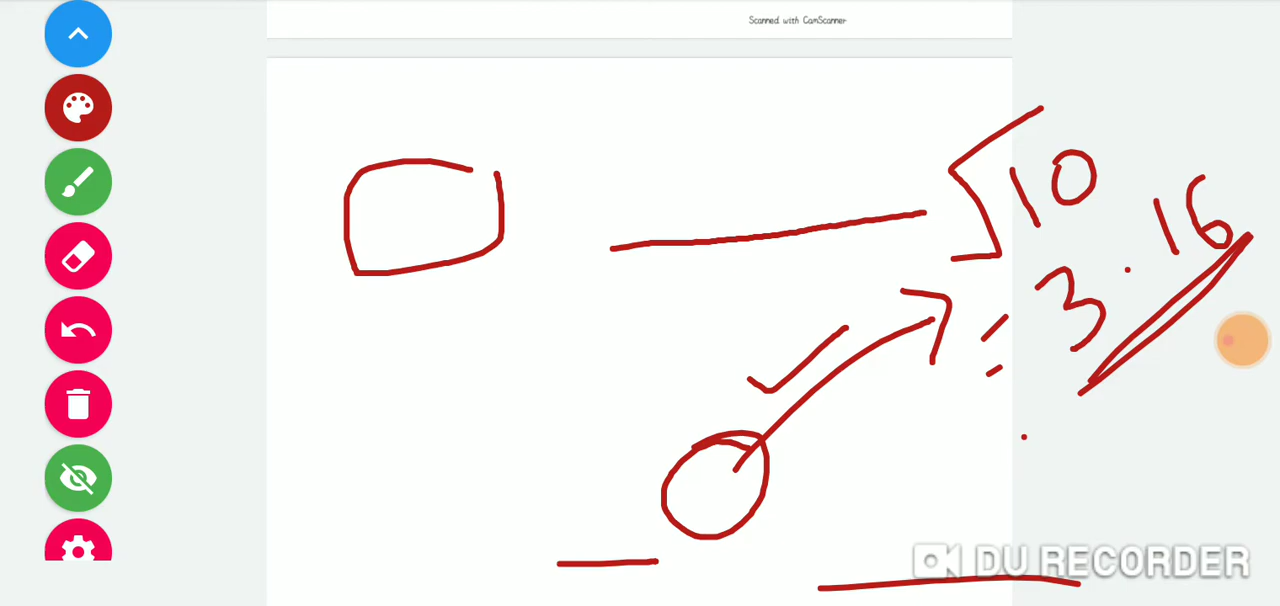 Scanned with CamScanner
√10
= 3.16
DU RECORDER